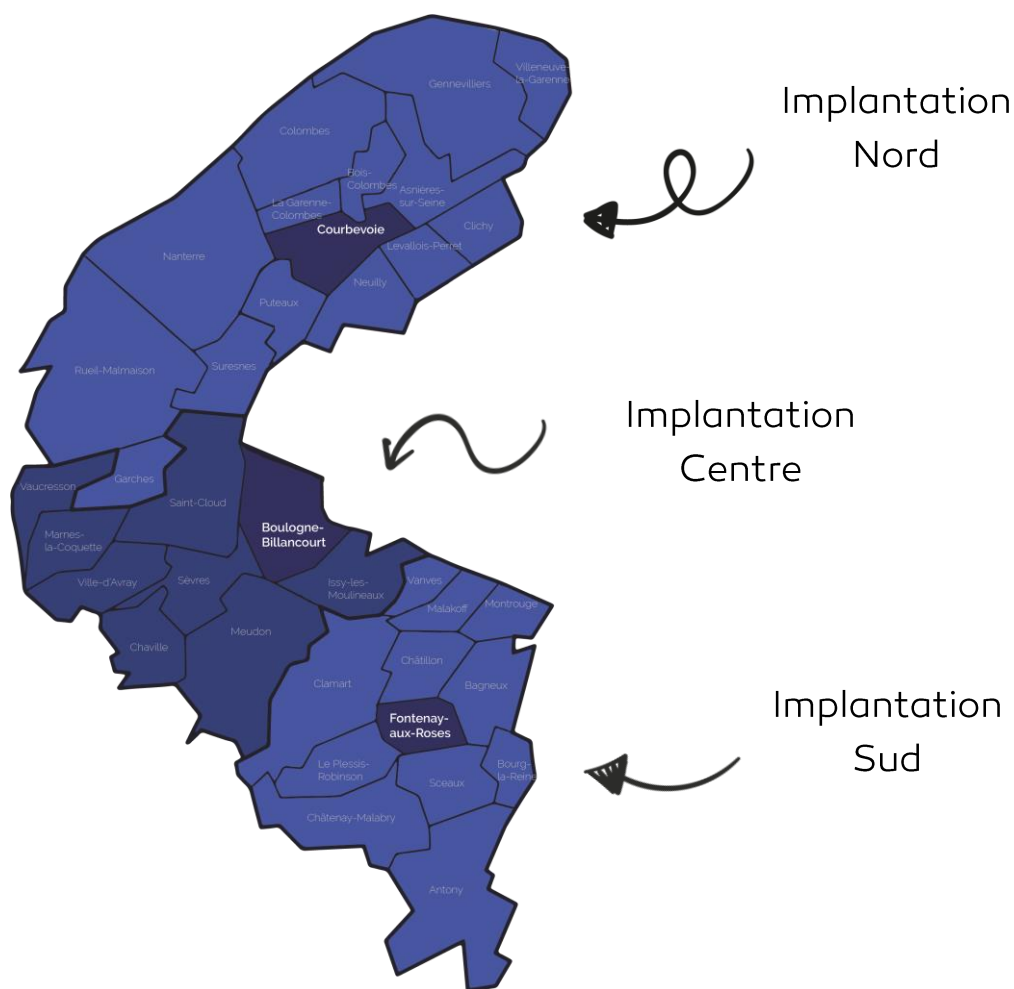 Villeneuve-
la-Garenne
Gennevilliers
Implantation
Nord
Colombes
Bois-
Colombes
Asnières-
sur-Seine
La Garenne-
Colombes
Courbevoie
Clichy
Levallois-Perret
Nanterre
Neuilly
Puteaux
Suresnes
Rueil-Malmaison
Implantation
Centre
Garches
Vaucresson
Saint-Cloud
Boulogne-
Billancourt
Marnes-
la-Coquette
Ville-d'Avray
Sèvres
Issy-les-
Moulineaux
Vanves
Malakoff
Montrouge
Meudon
Chaville
Châtillon
Clamart
Bagneux
Fontenay-
aux-Roses
Implantation
Sud
Le Plessis-
Robinson
Bourg-
la-Reine
Sceaux
Châtenay-Malabry
Antony